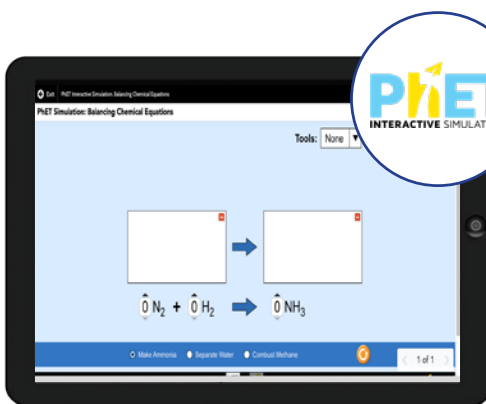 Exit PhET Interactive Simulation: Balancing Chemical Equations
PhET Simulation: Balancing Chemical Equations
PhET
INTERACTIVE SIMULAT
Tools: None
0 N₂ + 0 H₂ 0 NH₃
Make Ammonia Separate Water Combust Methane
1 of 1